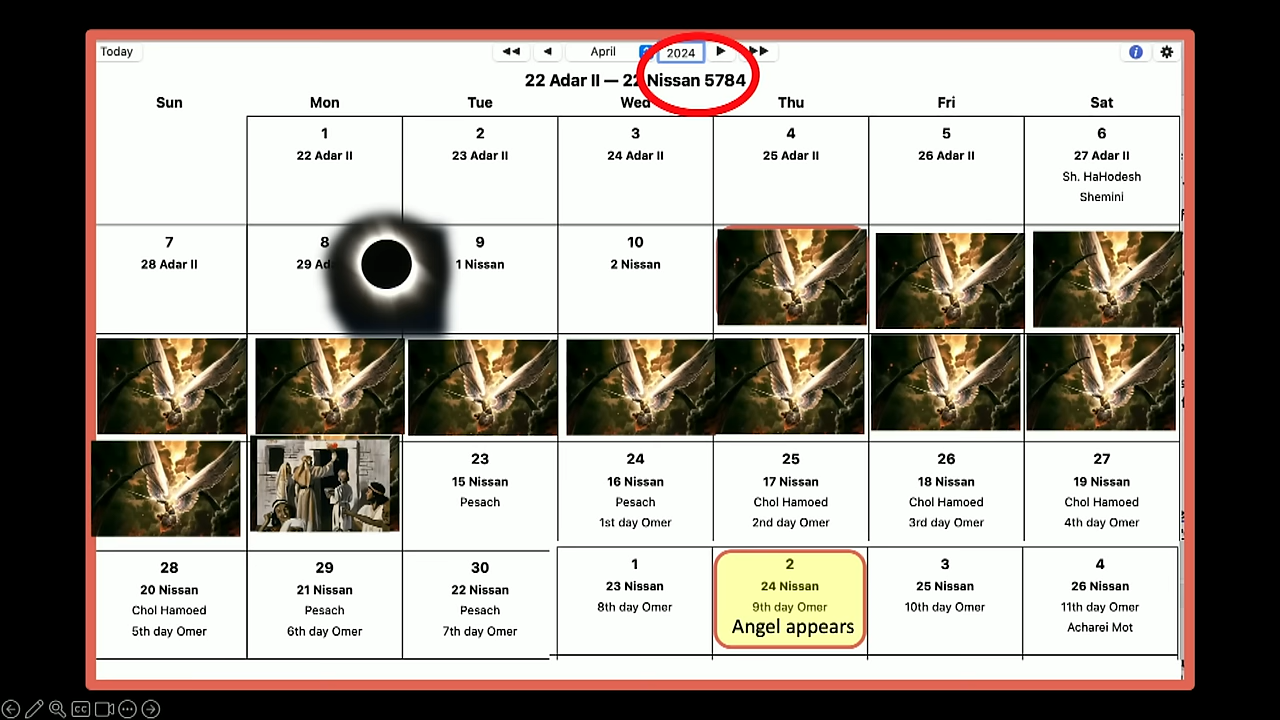 Today
April
2024
22 Adar II — 22 Nissan 5784
Sun Mon Tue Wed Thu Fri Sat
1 2 3 4 5 6
22 Adar II 23 Adar II 24 Adar II 25 Adar II 26 Adar II 27 Adar II
Sh. HaHodesh
Shemini
7 8 9 10
28 Adar II 29 Ad 1 Nissan 2 Nissan
23 24 25 26 27
15 Nissan 16 Nissan 17 Nissan 18 Nissan 19 Nissan
Pesach Pesach Chol Hamoed Chol Hamoed Chol Hamoed
1st day Omer 2nd day Omer 3rd day Omer 4th day Omer
28 29 30 1 2 3 4
20 Nissan 21 Nissan 22 Nissan 23 Nissan 24 Nissan 25 Nissan 26 Nissan
Chol Hamoed Pesach Pesach 8th day Omer 9th day Omer 10th day Omer 11th day Omer
5th day Omer 6th day Omer 7th day Omer Angel appears Acharei Mot
CC